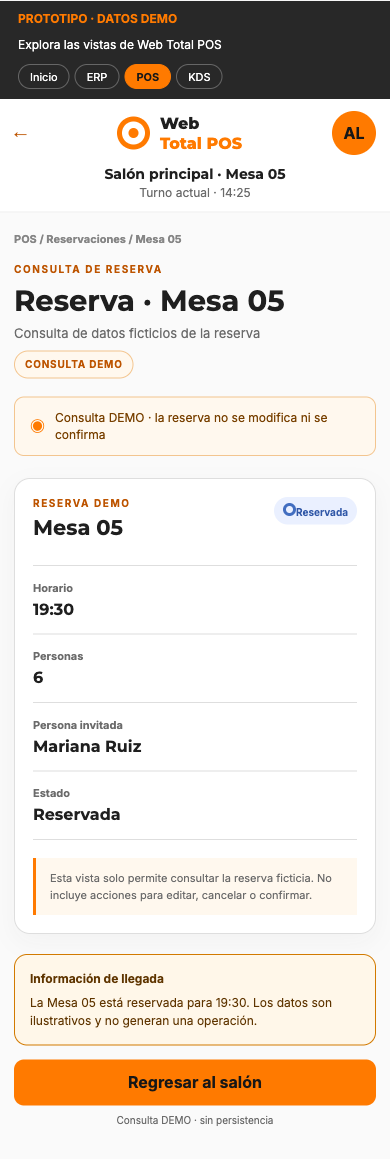 PROTOTIPO · DATOS DEMO
Explora las vistas de Web Total POS
Inicio ERP POS KDS
←
Web
Total POS
AL
Salón principal · Mesa 05
Turno actual · 14:25
POS / Reservaciones / Mesa 05
CONSULTA DE RESERVA
Reserva · Mesa 05
Consulta de datos ficticios de la reserva
CONSULTA DEMO
Consulta DEMO · la reserva no se modifica ni se
confirma
RESERVA DEMO
Mesa 05
Reservada
Horario
19:30
Personas
6
Persona invitada
Mariana Ruiz
Estado
Reservada
Esta vista solo permite consultar la reserva ficticia. No
incluye acciones para editar, cancelar o confirmar.
Información de llegada
La Mesa 05 está reservada para 19:30. Los datos son
ilustrativos y no generan una operación.
Regresar al salón
Consulta DEMO · sin persistencia